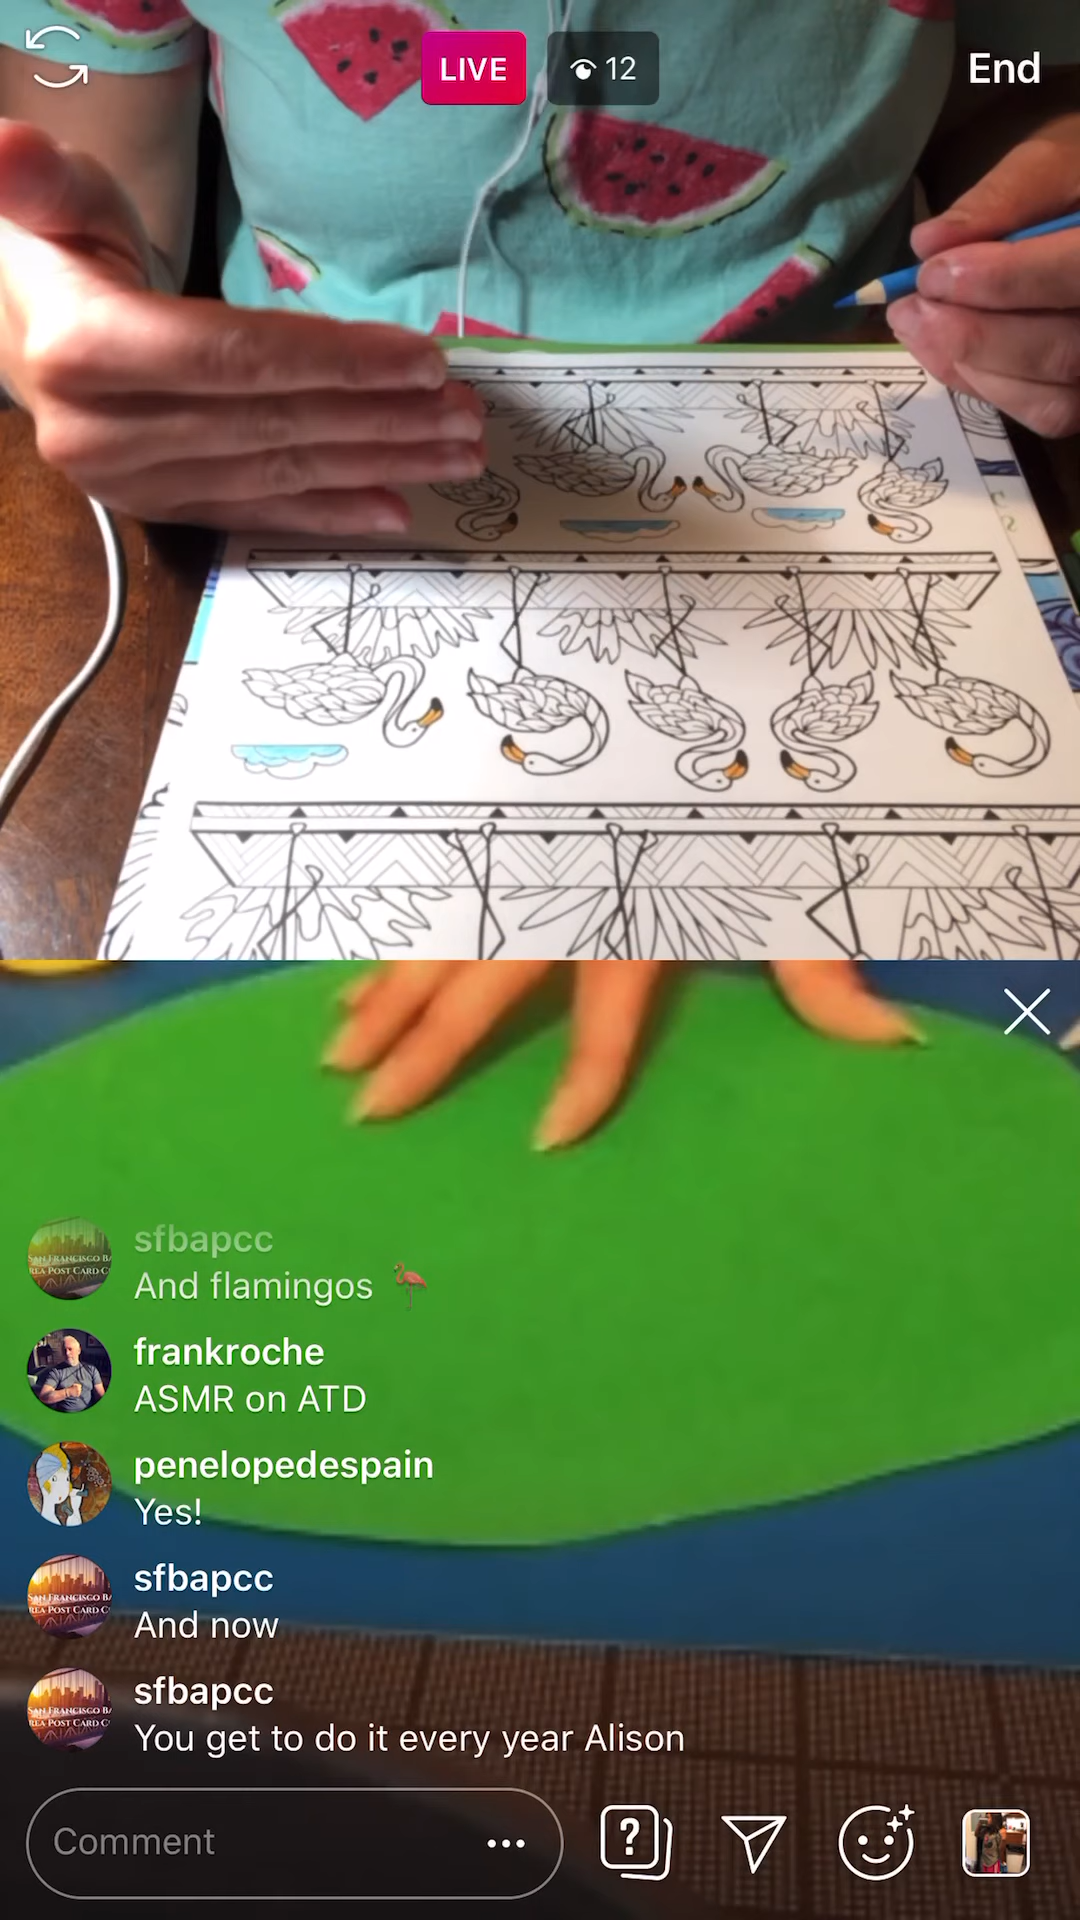 LIVE
12
End
sfbapcc
And flamingos
frankroche
ASMR on ATD
penelopedespain
Yes!
sfbapcc
And now
sfbapcc
You get to do it every year Alison
Comment